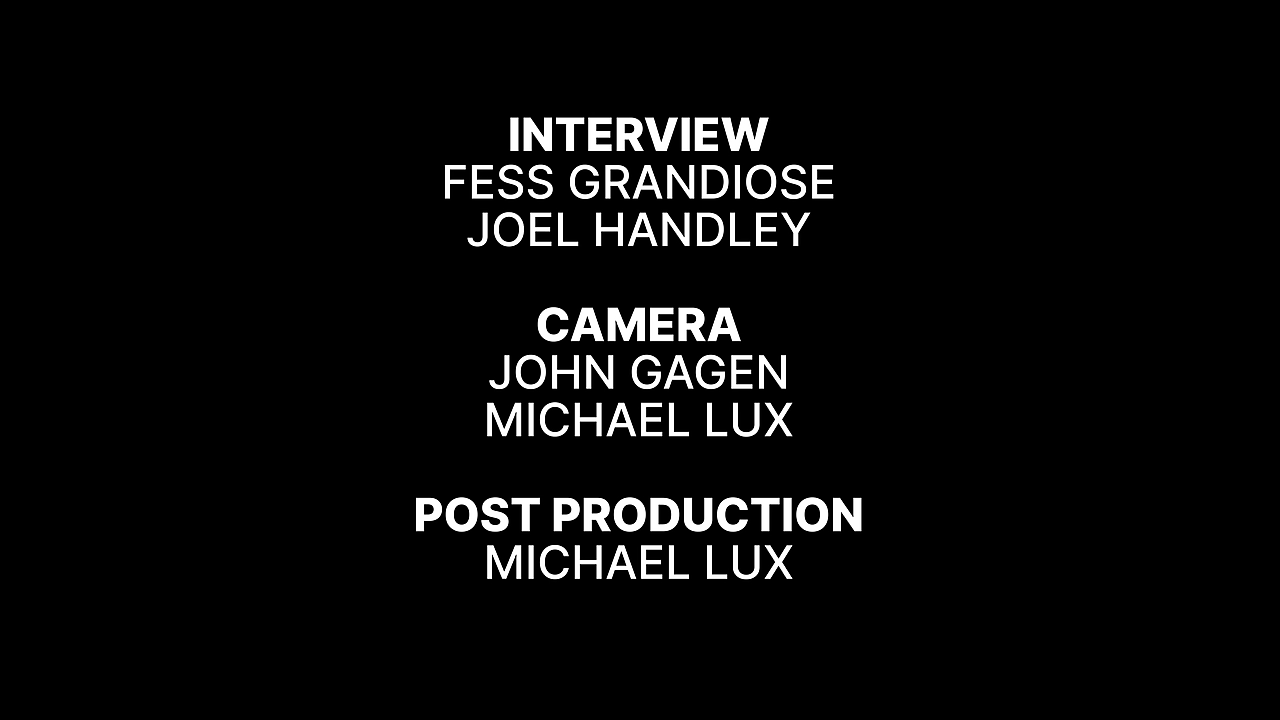 INTERVIEW
FESS GRANDIOSE
JOEL HANDLEY
CAMERA
JOHN GAGEN
MICHAEL LUX
POST PRODUCTION
MICHAEL LUX